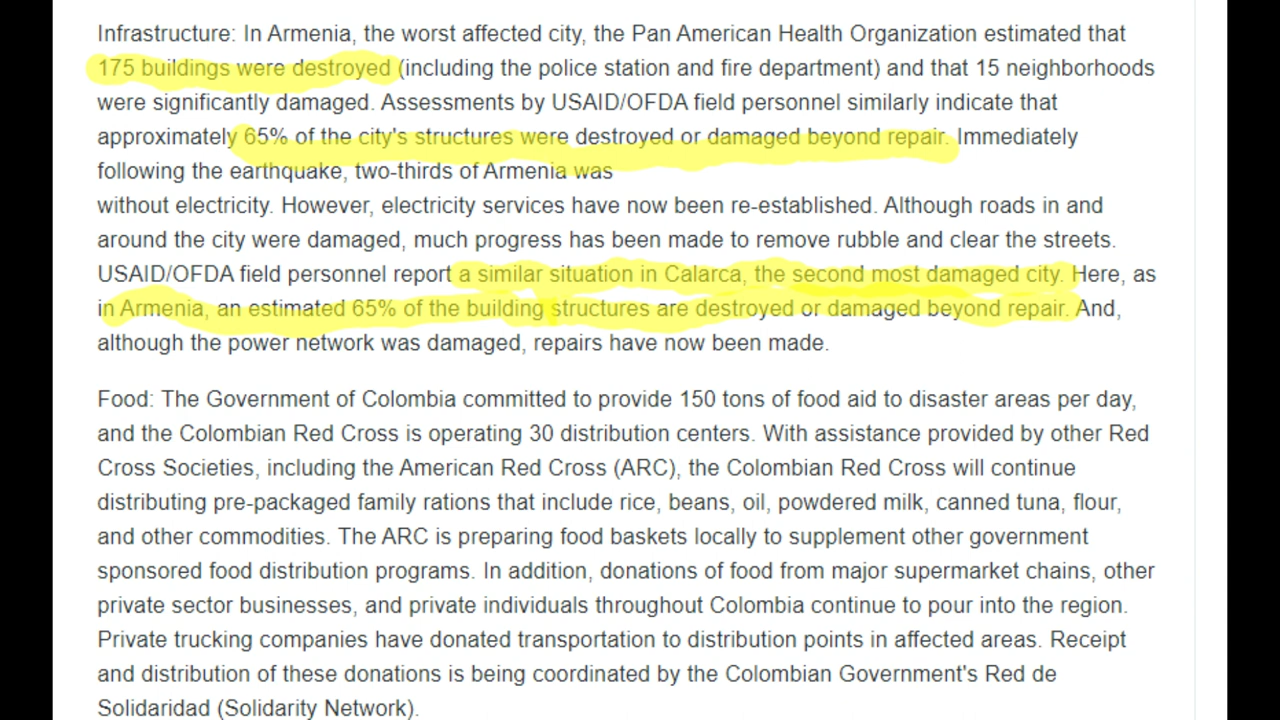 Infrastructure: In Armenia, the worst affected city, the Pan American Health Organization estimated that
175 buildings were destroyed (including the police station and fire department) and that 15 neighborhoods
were significantly damaged. Assessments by USAID/OFDA field personnel similarly indicate that
approximately 65% of the city's structures were destroyed or damaged beyond repair. Immediately
following the earthquake, two-thirds of Armenia was
without electricity. However, electricity services have now been re-established. Although roads in and
around the city were damaged, much progress has been made to remove rubble and clear the streets.
USAID/OFDA field personnel report a similar situation in Calarca, the second most damaged city. Here, as
in Armenia, an estimated 65% of the building structures are destroyed or damaged beyond repair. And,
although the power network was damaged, repairs have now been made.
Food: The Government of Colombia committed to provide 150 tons of food aid to disaster areas per day,
and the Colombian Red Cross is operating 30 distribution centers. With assistance provided by other Red
Cross Societies, including the American Red Cross (ARC), the Colombian Red Cross will continue
distributing pre-packaged family rations that include rice, beans, oil, powdered milk, canned tuna, flour,
and other commodities. The ARC is preparing food baskets locally to supplement other government
sponsored food distribution programs. In addition, donations of food from major supermarket chains, other
private sector businesses, and private individuals throughout Colombia continue to pour into the region.
Private trucking companies have donated transportation to distribution points in affected areas. Receipt
and distribution of these donations is being coordinated by the Colombian Government's Red de
Solidaridad (Solidarity Network).